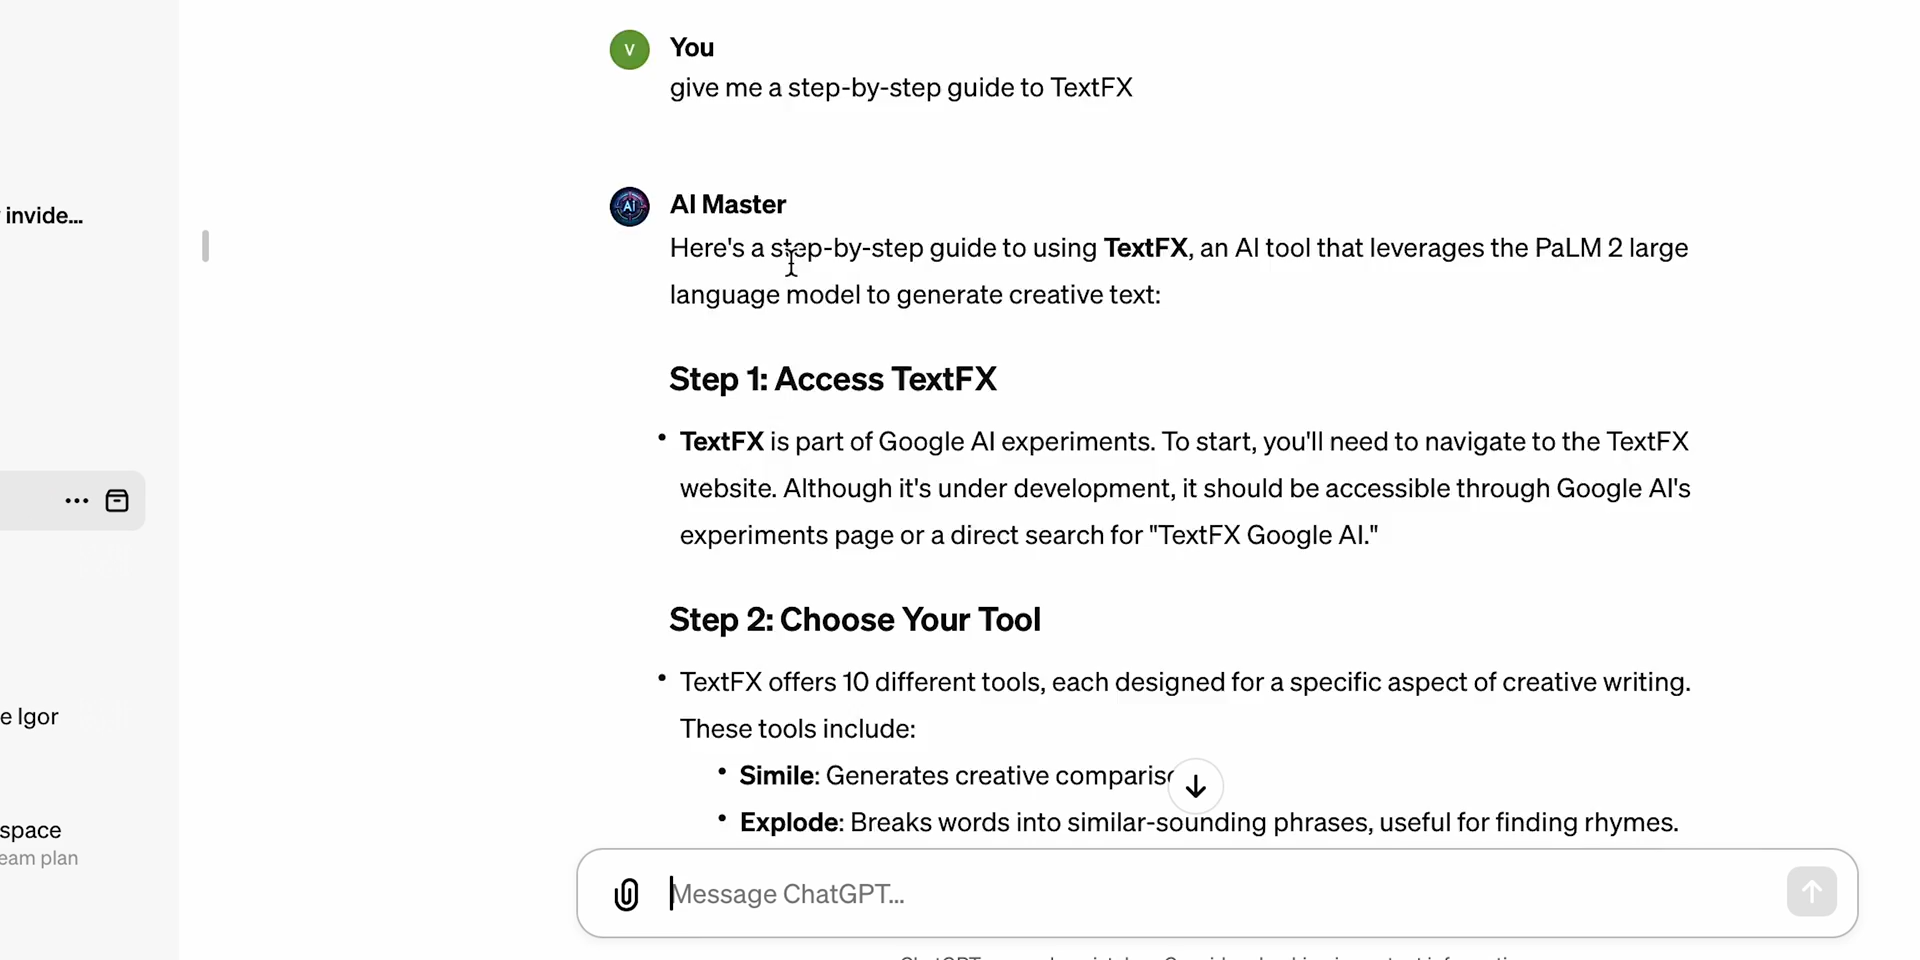 V
You
give me a step-by-step guide to TextFX
Ai
AI Master
Here's a step-by-step guide to using TextFX, an AI tool that leverages the PaLM 2 large
language model to generate creative text:
invide...
Step 1: Access TextFX
• TextFX is part of Google AI experiments. To start, you'll need to navigate to the TextFX
website. Although it's under development, it should be accessible through Google AI's
experiments page or a direct search for "TextFX Google AI."
Step 2: Choose Your Tool
• TextFX offers 10 different tools, each designed for a specific aspect of creative writing.
These tools include:
• Simile: Generates creative
• Explode: Breaks words into similar-sounding phrases, useful for finding rhymes.
e Igor
space
eam plan
Message ChatGPT...